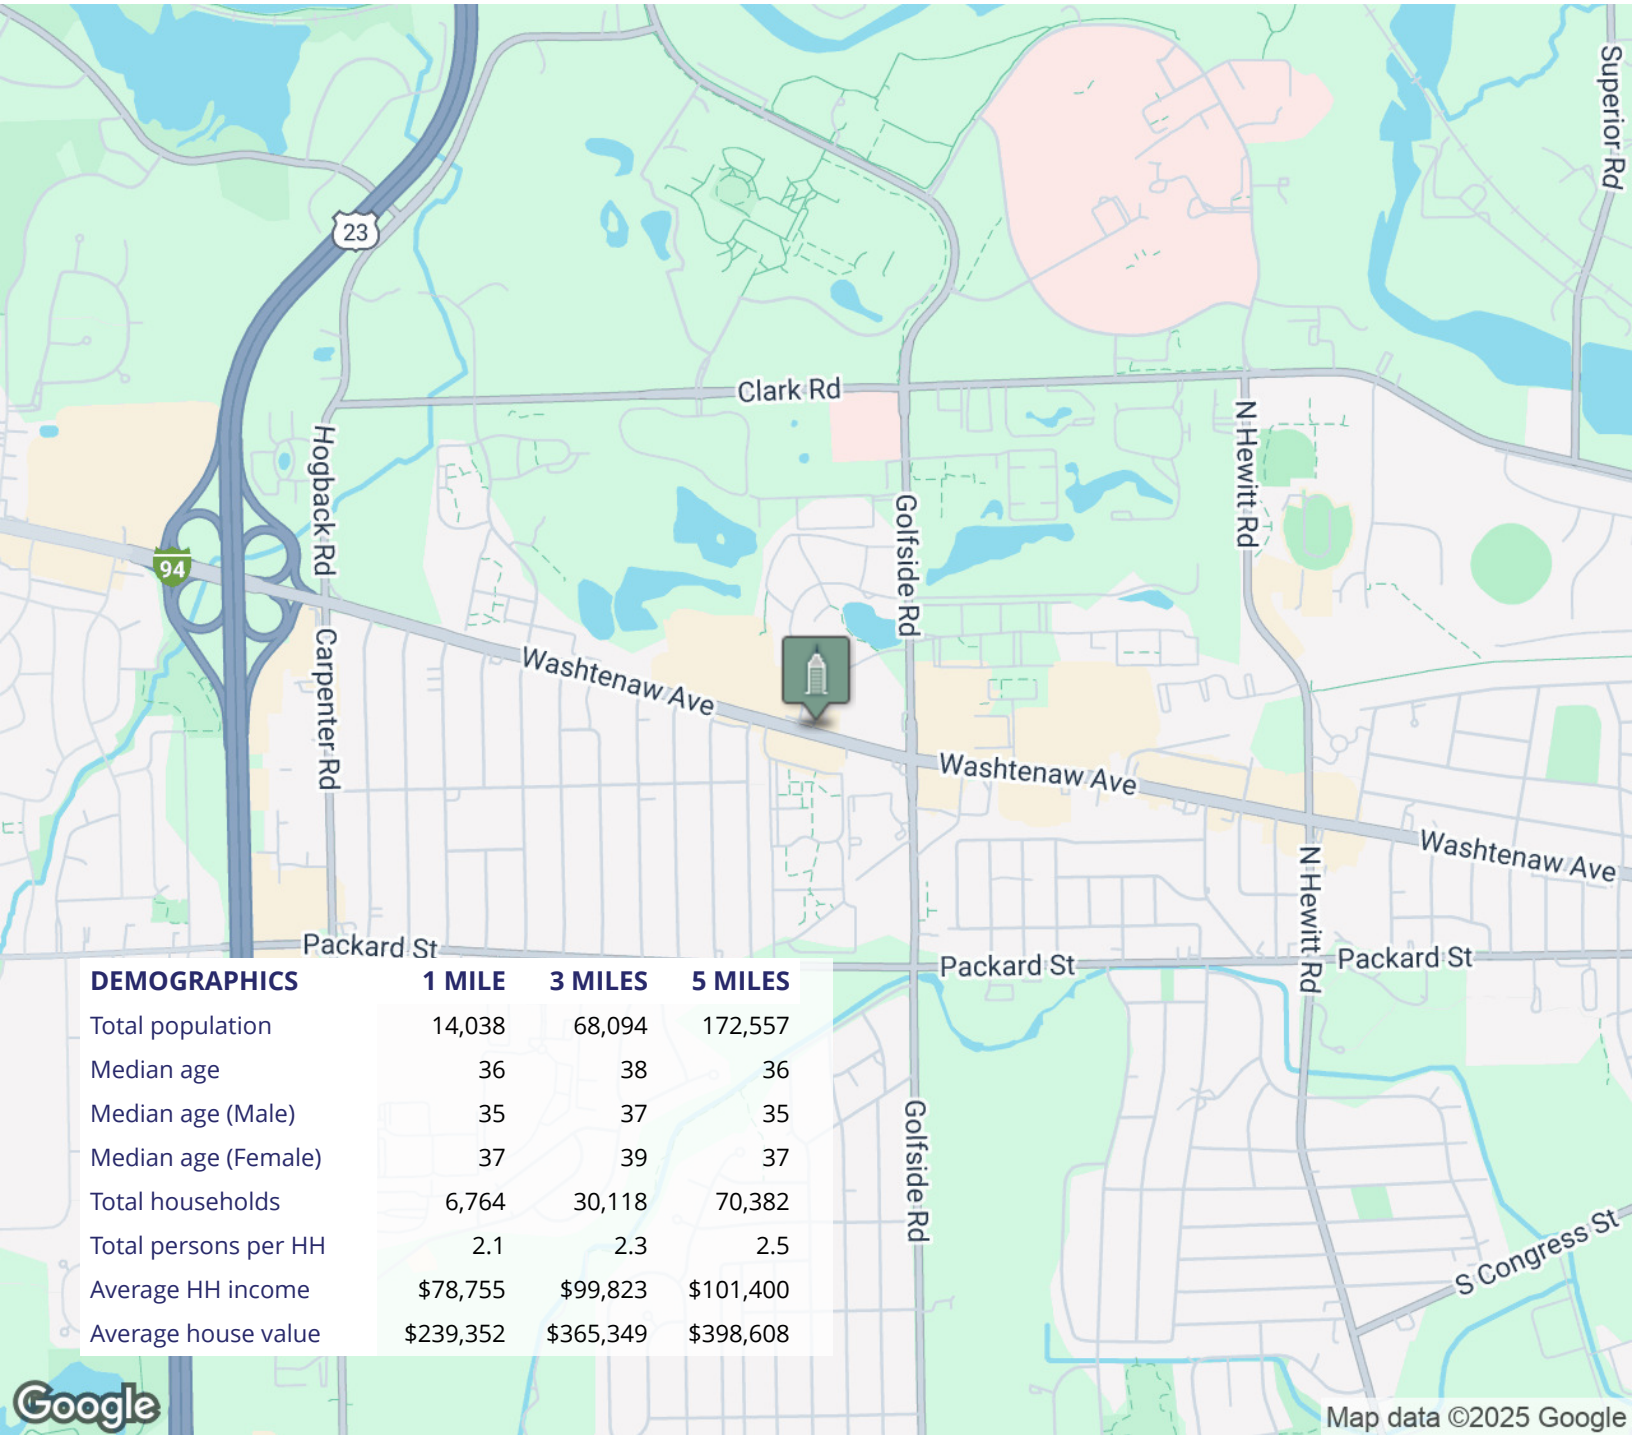 Superior Rd
23
Clark Rd
Hogback Rd
N Hewitt Rd
Golfside Rd
94
Carpenter Rd
Washtenaw Ave
Washtenaw Ave
Washtenaw Ave
N Hewitt Rd
Packard St
Packard St
Packard St
DEMOGRAPHICS 1 MILE 3 MILES 5 MILES
Total population 14,038 68,094 172,557
Median age 36 38 36
Median age (Male) 35 37 35
Median age (Female) 37 39 37
Total households 6,764 30,118 70,382
Total persons per HH 2.1 2.3 2.5
Average HH income $78,755 $99,823 $101,400
Average house value $239,352 $365,349 $398,608
Golfside Rd
S Congress St
Google
Map data ©2025 Google